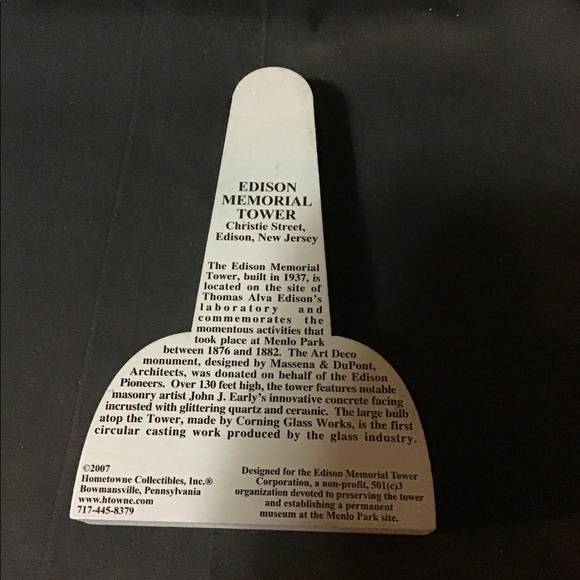 EDISON
MEMORIAL
TOWER
Christie Street,
Edison, New Jersey
The Edison Memorial
Tower, built in 1937, is
located on the site of
Thomas Alva Edison's
laboratory and
commemorates the
momentous activities that
took place at Menlo Park
between 1876 and 1882. The Art Deco
monument, designed by Massena & DuPont,
Architects, was donated on behalf of the Edison
Pioneers. Over 130 feet high, the tower features notable
masonry artist John J. Early's innovative concrete facing
incrusted with glittering quartz and ceramic. The large bulb
atop the Tower, made by Corning Glass Works, is the first
circular casting work produced by the glass industry.
©2007
Hometowne Collectibles, Inc.®
Bowmansville, Pennsylvania
www.htowne.com
717-445-8379
Designed for the Edison Memorial Tower
Corporation, a non-profit, 501(c)3
organization devoted to preserving the tower
and establishing a permanent
museum at the Menlo Park site.